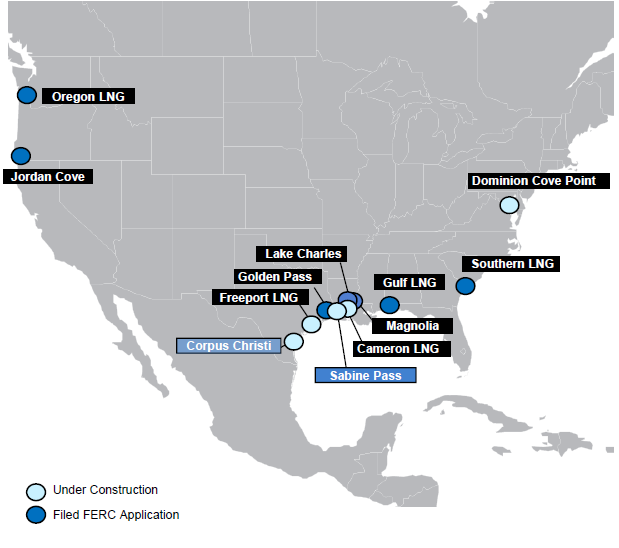 Oregon LNG
Jordan Cove
Dominion Cove Point
Lake Charles
Southern LNG
Golden Pass
Gulf LNG
Freeport LNG
Magnolia
Corpus Christi
Cameron LNG
Sabine Pass
Under Construction
Filed FERC Application